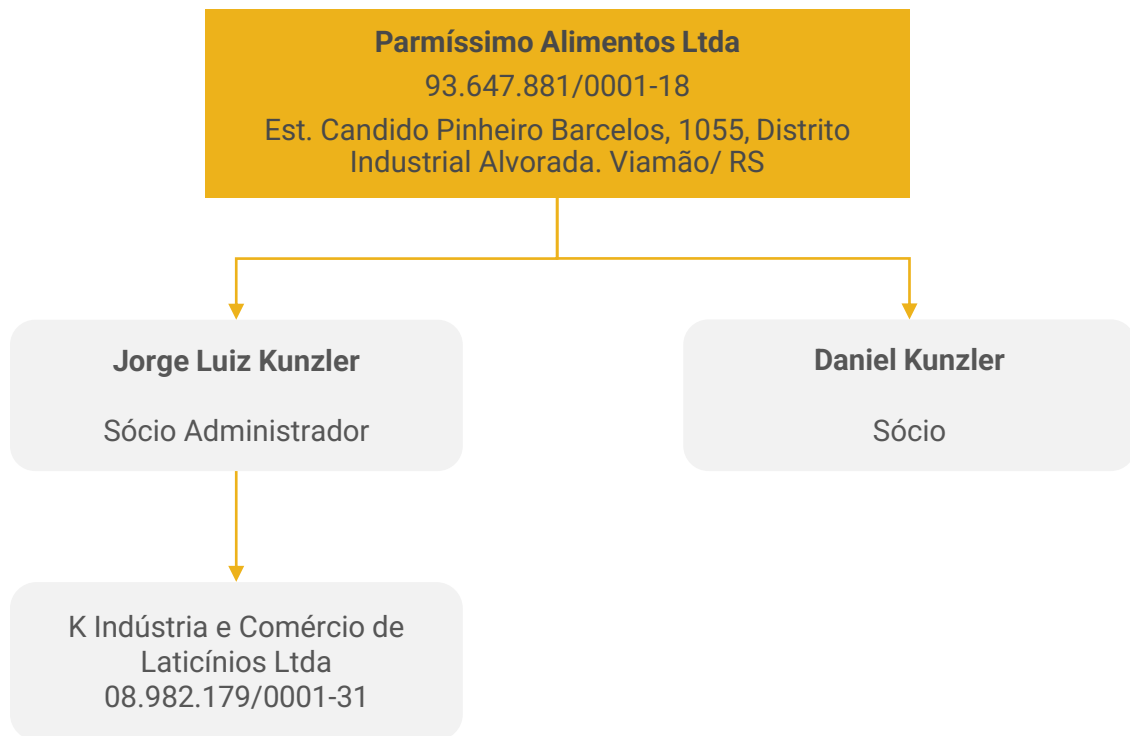 Parmíssimo Alimentos Ltda
93.647.881/0001-18
Est. Candido Pinheiro Barcelos, 1055, Distrito
Industrial Alvorada. Viamão/ RS
Jorge Luiz Kunzler
Sócio Administrador
Daniel Kunzler
Sócio
K Indústria e Comércio de
Laticínios Ltda
08.982.179/0001-31